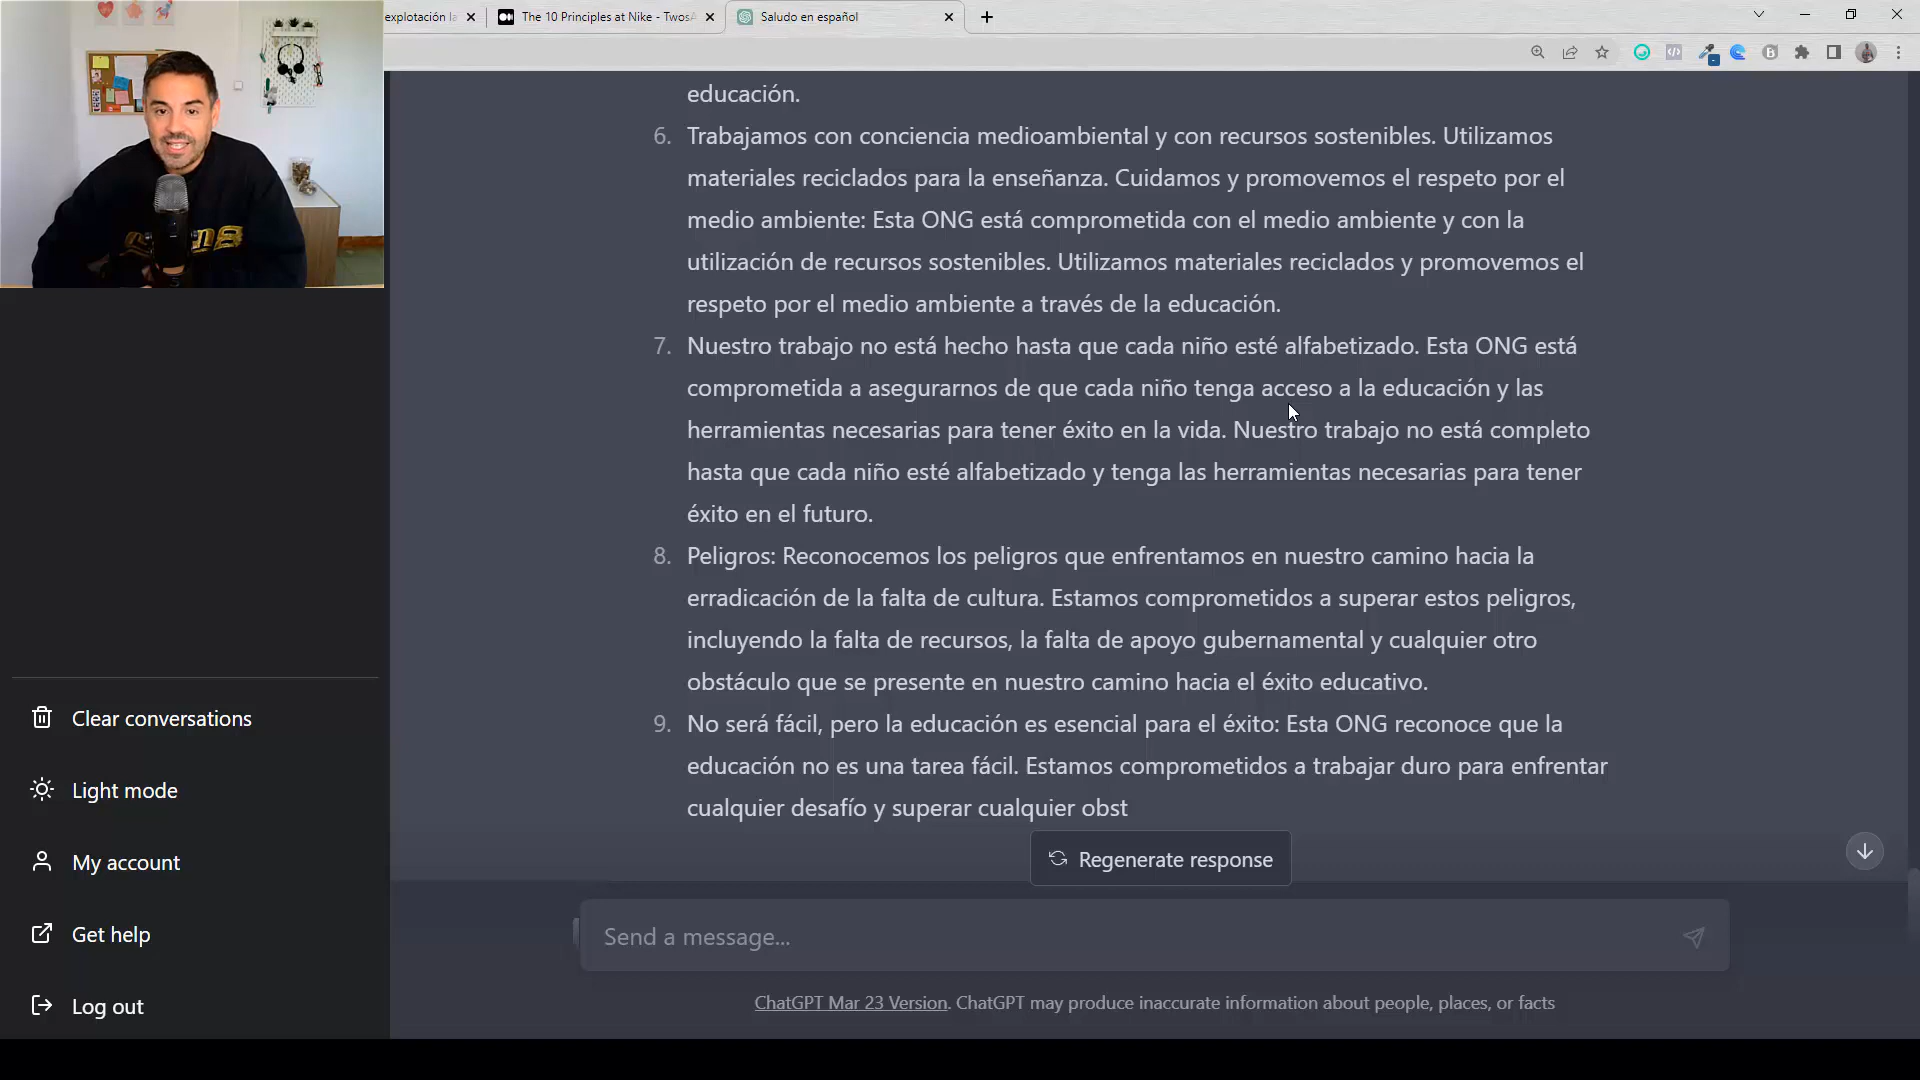 explotación la
The 10 Principles at Nike - TwosA
Saludo en español
educación.
6. Trabajamos con conciencia medioambiental y con recursos sostenibles. Utilizamos
materiales reciclados para la enseñanza. Cuidamos y promovemos el respeto por el
medio ambiente: Esta ONG está comprometida con el medio ambiente y con la
utilización de recursos sostenibles. Utilizamos materiales reciclados y promovemos el
respeto por el medio ambiente a través de la educación.
7. Nuestro trabajo no está hecho hasta que cada niño esté alfabetizado. Esta ONG está
comprometida a asegurarnos de que cada niño tenga acceso a la educación y las
herramientas necesarias para tener éxito en la vida. Nuestro trabajo no está completo
hasta que cada niño esté alfabetizado y tenga las herramientas necesarias para tener
éxito en el futuro.
8. Peligros: Reconocemos los peligros que enfrentamos en nuestro camino hacia la
erradicación de la falta de cultura. Estamos comprometidos a superar estos peligros,
incluyendo la falta de recursos, la falta de apoyo gubernamental y cualquier otro
obstáculo que se presente en nuestro camino hacia el éxito educativo.
9. No será fácil, pero la educación es esencial para el éxito: Esta ONG reconoce que la
educación no es una tarea fácil. Estamos comprometidos a trabajar duro para enfrentar
cualquier desafío y superar cualquier obst
Clear conversations
Light mode
My account
Get help
Log out
Regenerate response
Send a message...
ChatGPT Mar 23 Version. ChatGPT may produce inaccurate information about people, places, or facts